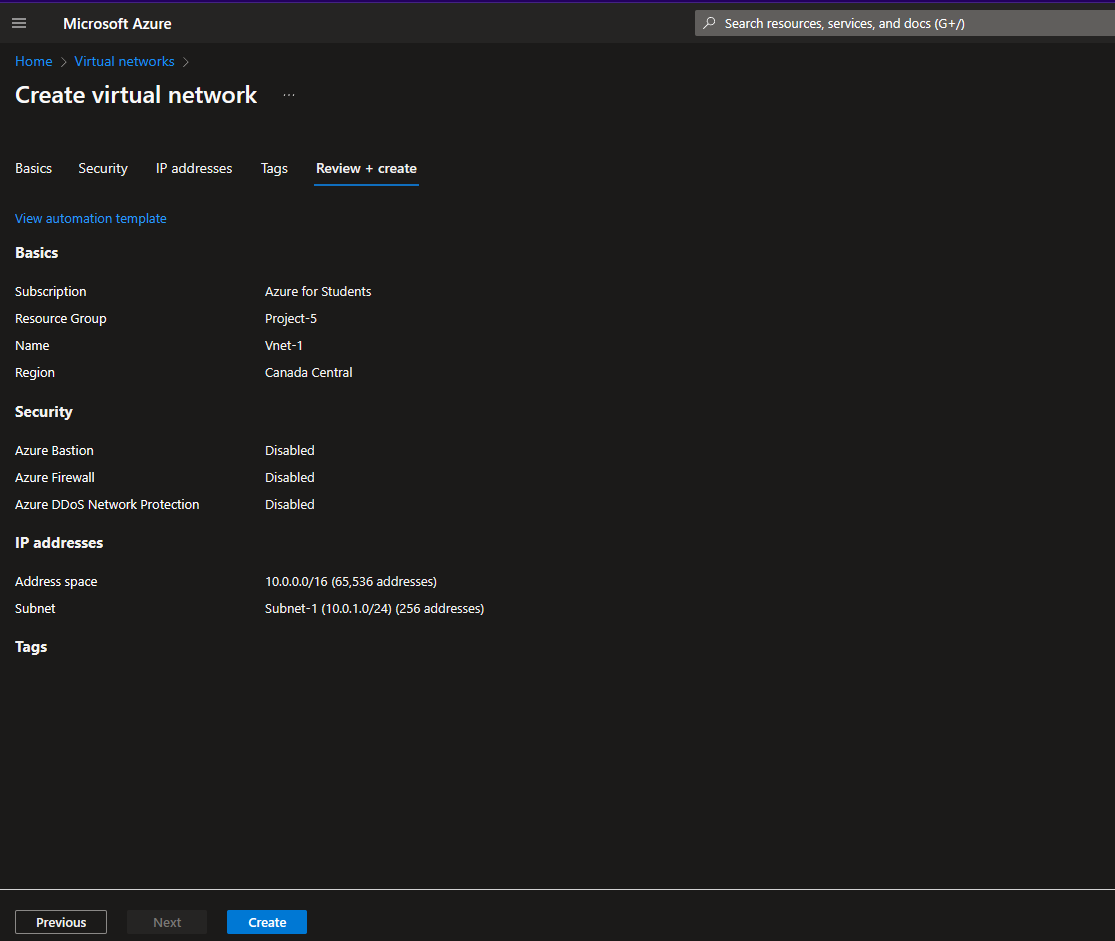 Microsoft Azure
Search resources, services, and docs (G+/)
Home > Virtual networks >
Create virtual network ...
Basics Security IP addresses Tags Review + create
View automation template
Basics
Subscription Azure for Students
Resource Group Project-5
Name Vnet-1
Region Canada Central
Security
Azure Bastion Disabled
Azure Firewall Disabled
Azure DDoS Network Protection Disabled
IP addresses
Address space 10.0.0.0/16 (65,536 addresses)
Subnet Subnet-1 (10.0.1.0/24) (256 addresses)
Tags
Previous Next Create